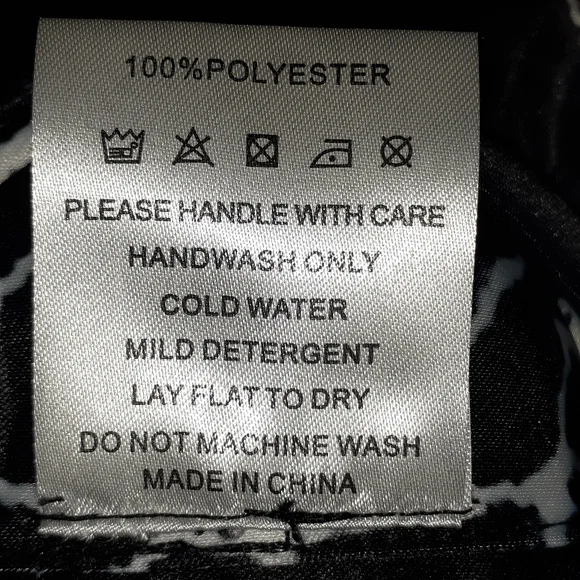 100%POLYESTER
PLEASE HANDLE WITH CARE
HANDWASH ONLY
COLD WATER
MILD DETERGENT
LAY FLAT TO DRY
DO NOT MACHINE WASH
MADE IN CHINA